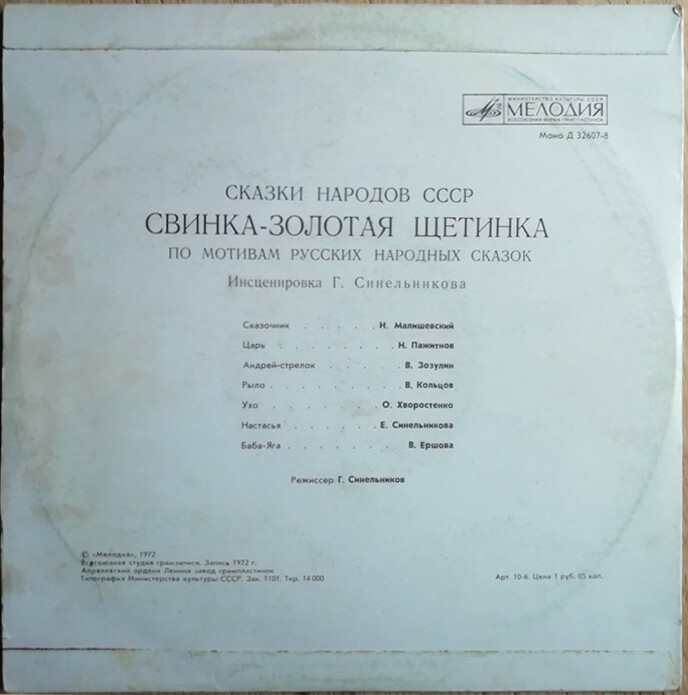 МИНИСТЕРСТВО КУЛЬТУРЫ СССР
МЕЛОДИЯ
ВСЕСОЮЗНАЯ ФИРМА ГРАМПЛАСТИНОК
Моно Д 32607-8
СКАЗКИ НАРОДОВ СССР
СВИНКА-ЗОЛОТАЯ ЩЕТИНКА
ПО МОТИВАМ РУССКИХ НАРОДНЫХ СКАЗОК
Инсценировка Г. Синельникова
Сказочник . . . . . Н. Малишевский
Царь . . . . . . . Н. Пажитнов
Андрей-стрелок . . . . . В. Зозулин
Рыло . . . . . . . . В. Кольцов
Ухо . . . . . . . О. Хворостенко
Настасья . . . . . . Е. Синельникова
Баба-Яга . . . . . . . В. Ершова
Режиссер Г. Синельников
© «Мелодия», 1972
Всесоюзная студия грамзаписи. Запись 1972 г.
Апрелевский ордена Ленина завод грампластинок
Типография Министерства культуры СССР. Зак. 1101. Тир. 14 000
Арт. 10-6. Цена 1 руб. 05 коп.